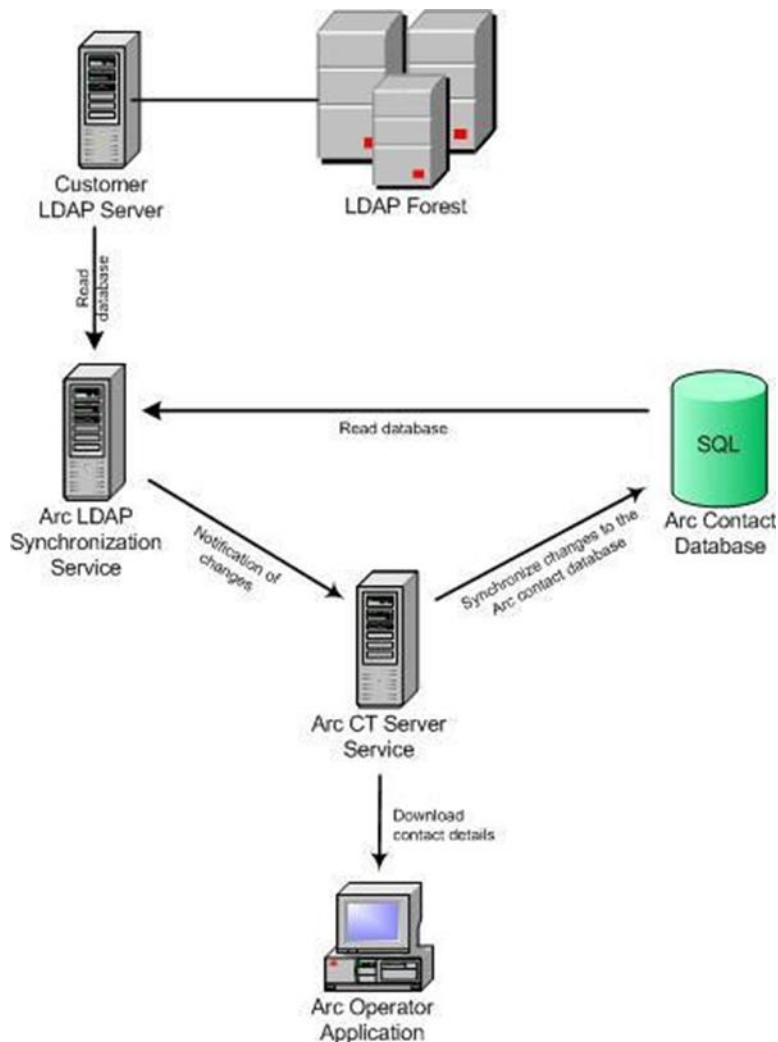 Customer
LDAP Server
LDAP Forest
Read
database
Read database
SQL
Arc LDAP
Synchronization
Service
Arc Contact
Database
Notification of
changes
Synchronize changes to the
Arc contact database
Arc CT Server
Service
Download
contact details
Arc Operator
Application